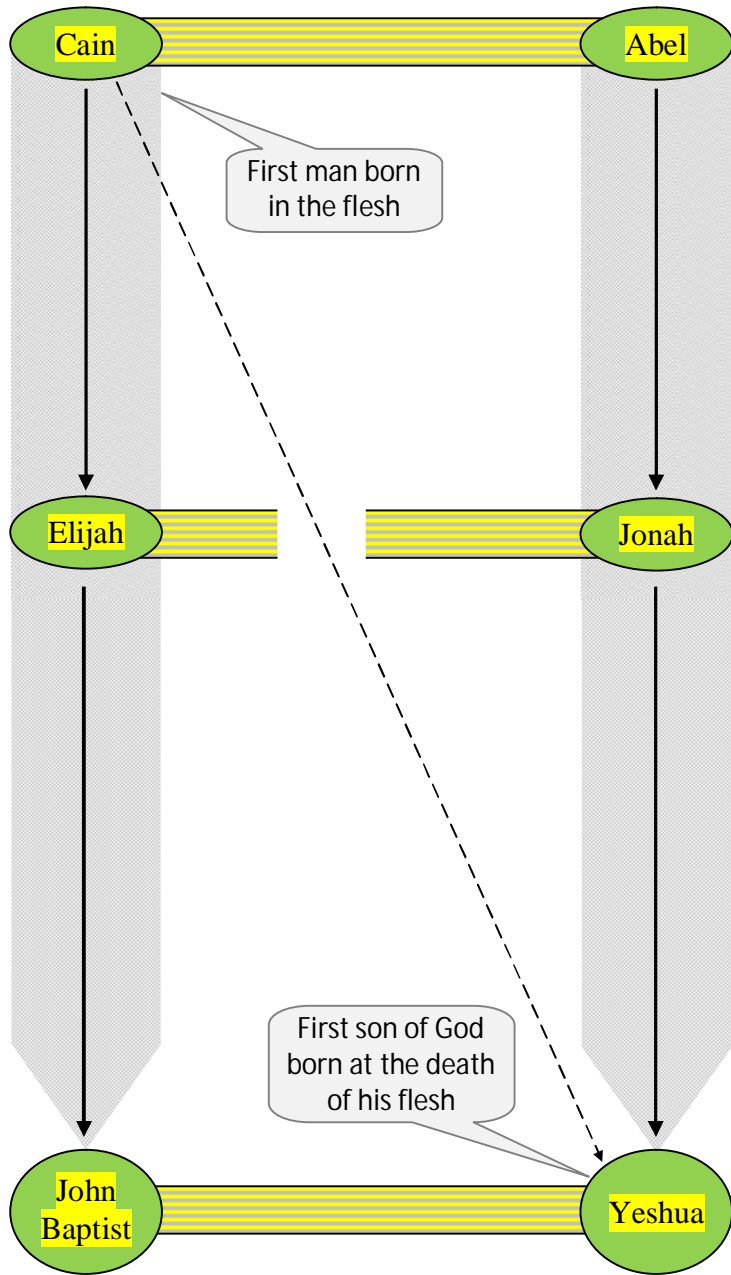 Cain
Abel
First man born
in the flesh
Elijah
Jonah
First son of God
born at the death
of his flesh
John
Baptist
Yeshua